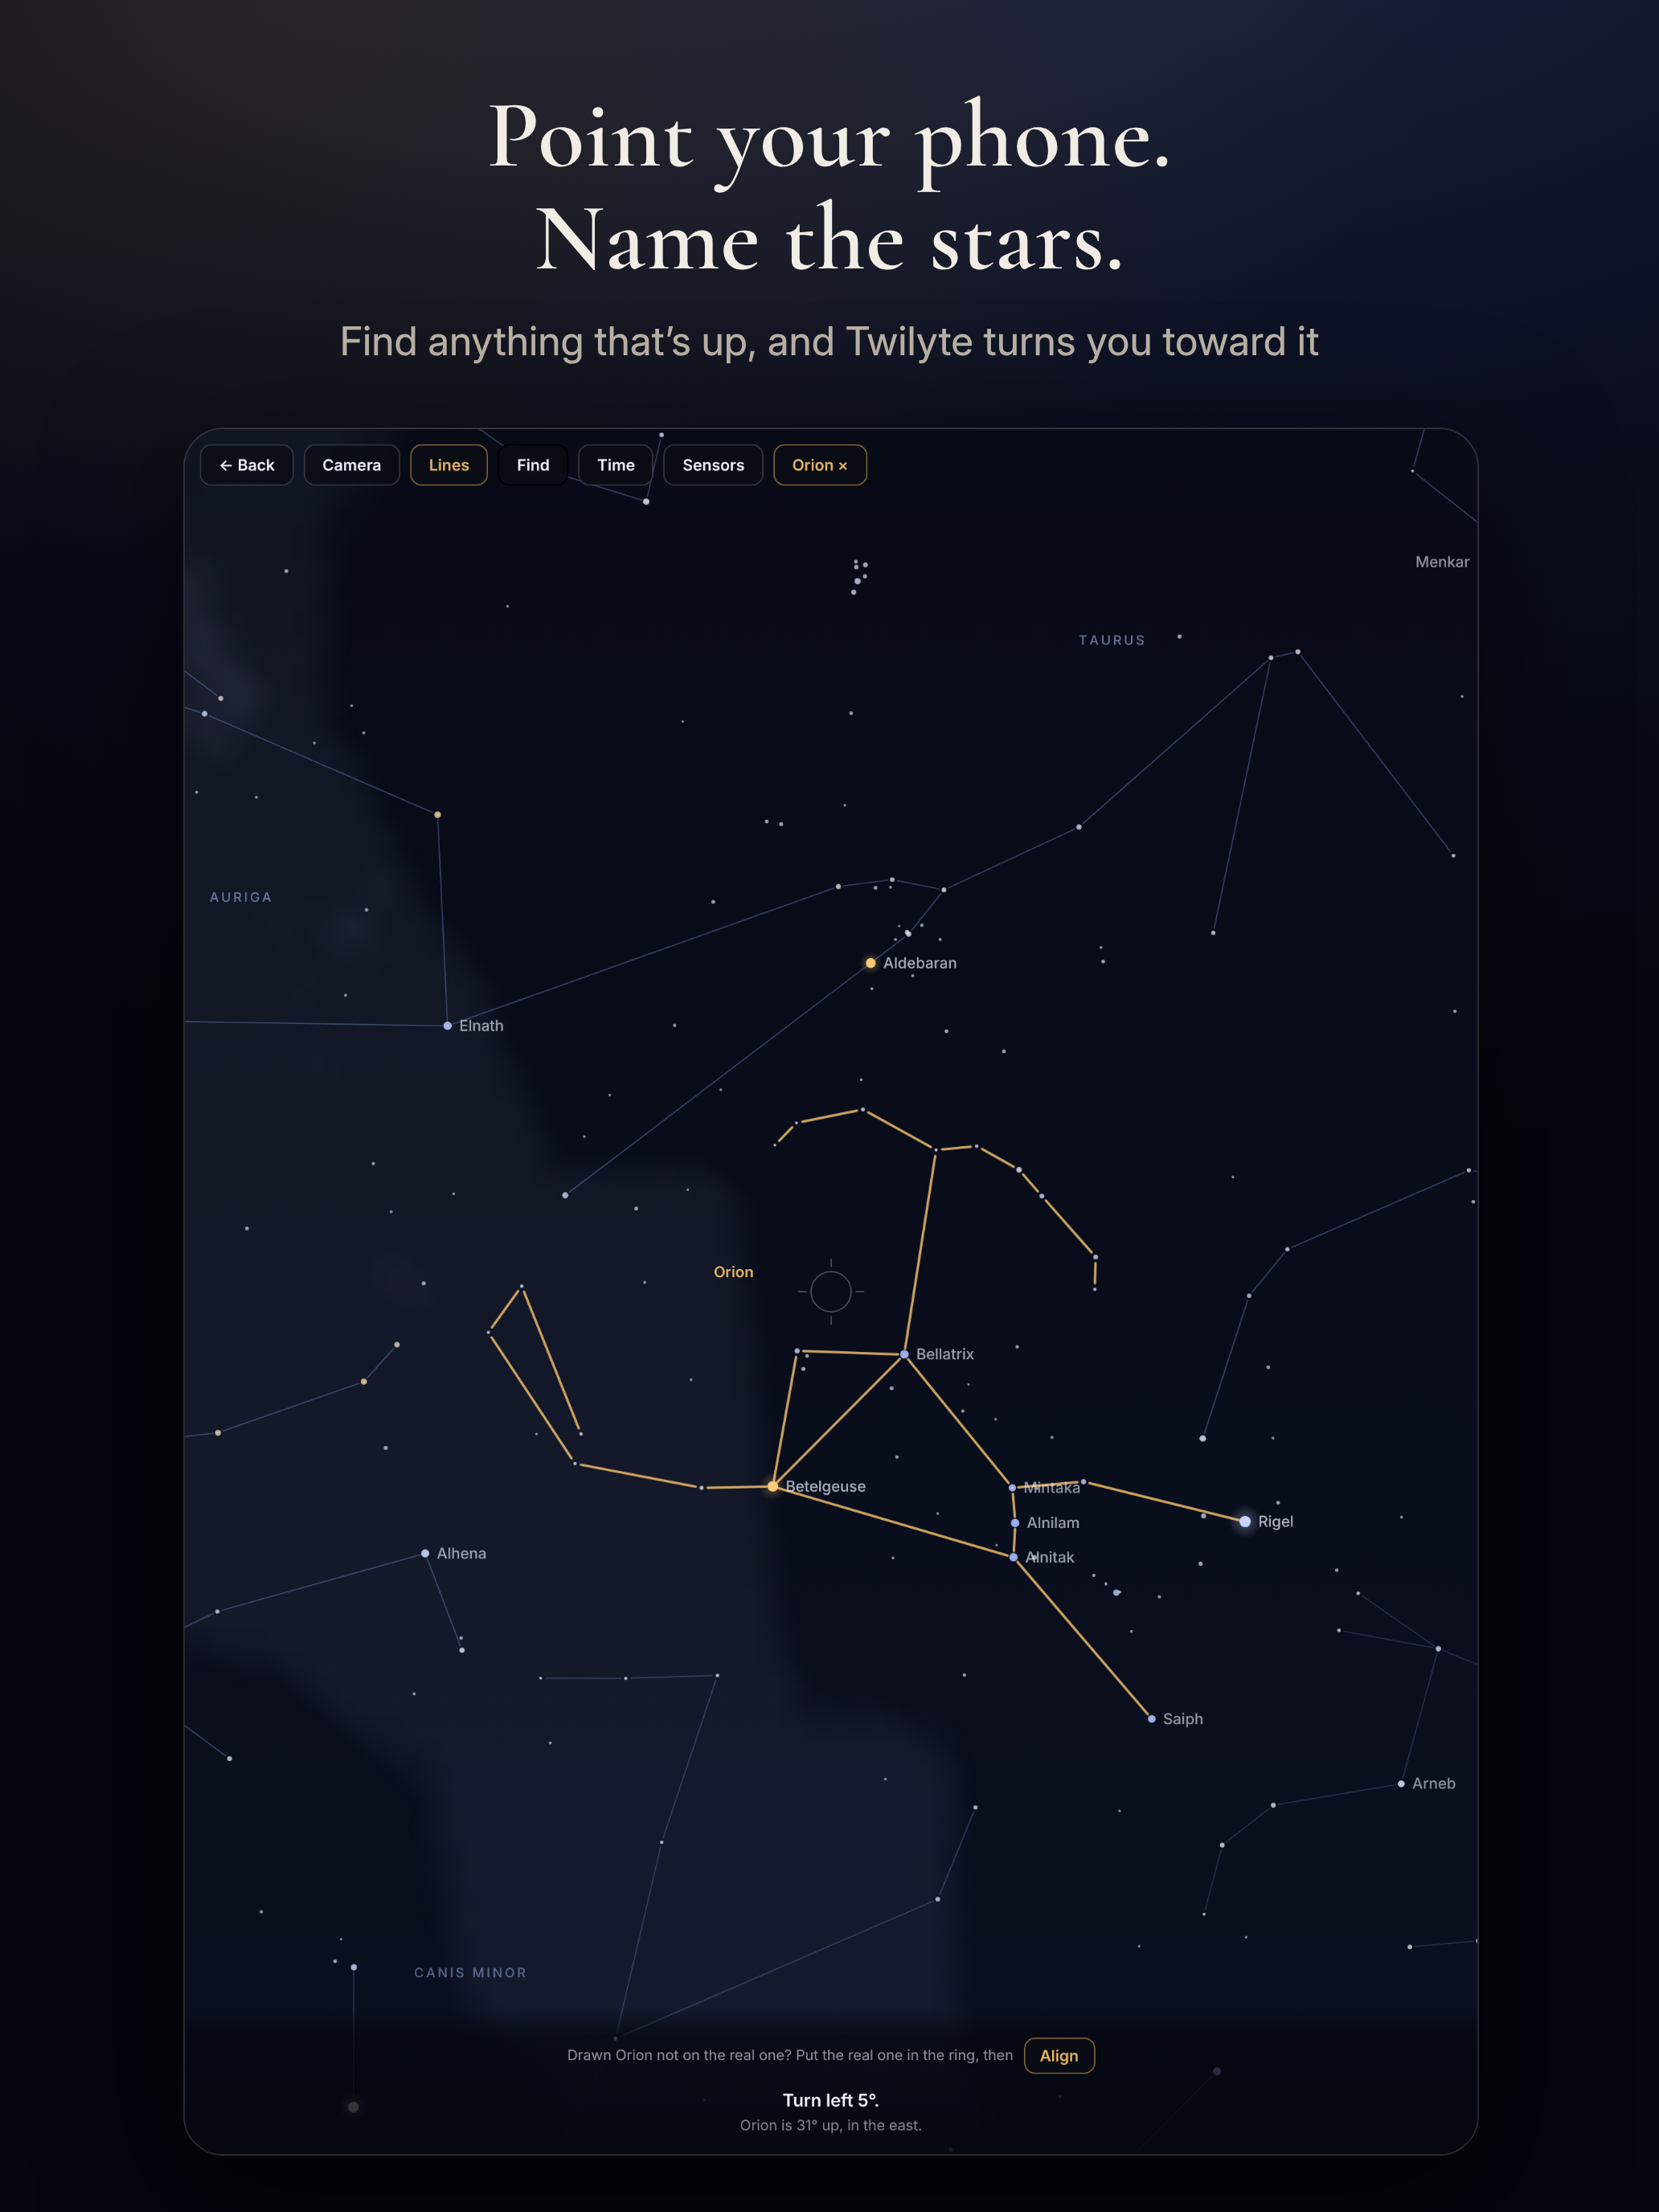 Point your phone.
Name the stars.
Find anything that’s up, and Twilyte turns you toward it
← Back
Camera
Lines
Find
Time
Sensors
Orion ×
Menkar
TAURUS
AURIGA
Aldebaran
Elnath
Orion
Bellatrix
Betelgeuse
Mintaka
Alnilam
Rigel
Alnitak
Alhena
Saiph
Arneb
CANIS MINOR
Drawn Orion not on the real one? Put the real one in the ring, then
Align
Turn left 5°.
Orion is 31° up, in the east.